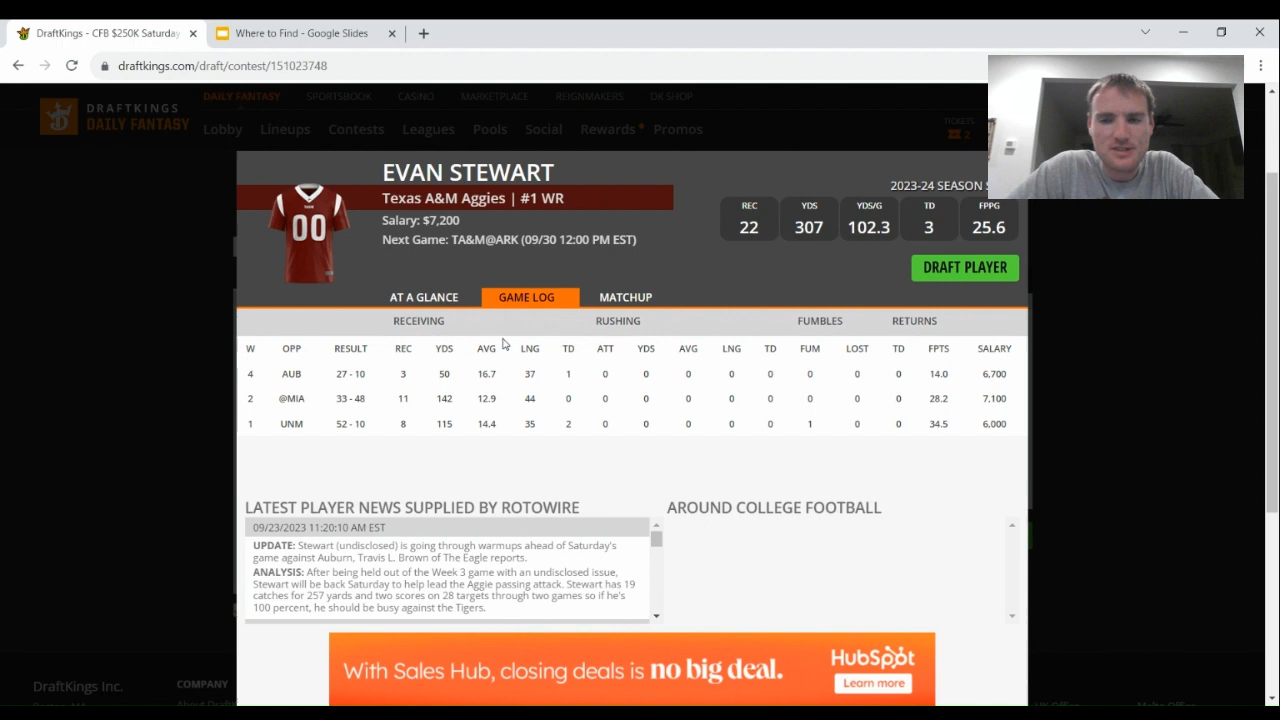 DraftKings - CFB $250K Saturday
Where to Find - Google Slides
draftkings.com/draft/contest/151023748
DRAFTKINGS
DAILY FANTASY
DAILY FANTASY SPORTSBOOK CASINO MARKETPLACE REIGNMAKERS DK SHOP
Lobby Lineups Contests Leagues Pools Social Rewards Promos
TICKETS
2
EVAN STEWART
Texas A&M Aggies | #1 WR
Salary: $7,200
Next Game: TA&M@ARK (09/30 12:00 PM EST)
2023-24 SEASON S
REC YDS YDS/G TD FPPG
22 307 102.3 3 25.6
DRAFT PLAYER
00
AT A GLANCE GAME LOG MATCHUP
RECEIVING RUSHING FUMBLES RETURNS
W OPP RESULT REC YDS AVG LNG TD ATT YDS AVG LNG TD FUM LOST TD FPTS SALARY
4 AUB 27 - 10 3 50 16.7 37 1 0 0 0 0 0 0 0 0 14.0 6,700
2 @MIA 33 - 48 11 142 12.9 44 0 0 0 0 0 0 0 0 0 28.2 7,100
1 UNM 52 - 10 8 115 14.4 35 2 0 0 0 0 0 1 0 0 34.5 6,000
LATEST PLAYER NEWS SUPPLIED BY ROTOWIRE
AROUND COLLEGE FOOTBALL
09/23/2023 11:20:10 AM EST
UPDATE: Stewart (undisclosed) is going through warmups ahead of Saturday's
game against Auburn, Travis L. Brown of The Eagle reports.
ANALYSIS: After being held out of the Week 3 game with an undisclosed issue,
Stewart will be back Saturday to help lead the Aggie passing attack. Stewart has 19
catches for 257 yards and two scores on 28 targets through two games so if he's
100 percent, he should be busy against the Tigers.
With Sales Hub, closing deals is no big deal.
HubSpot
Learn more
DraftKings Inc.
COMPANY